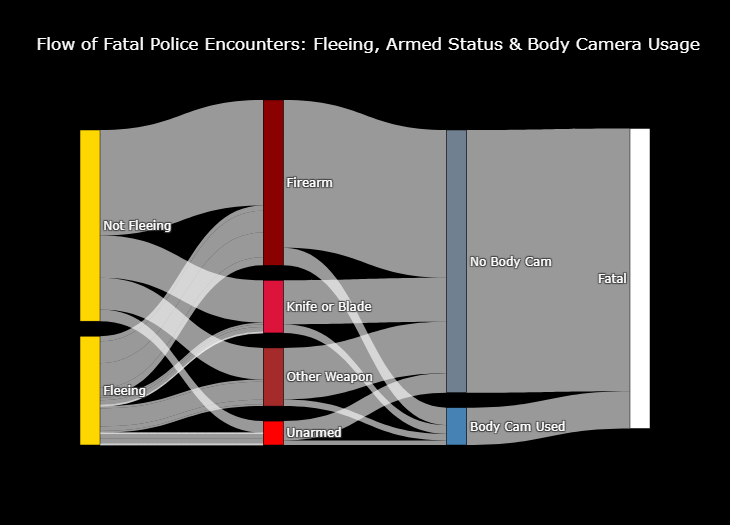 Flow of Fatal Police Encounters: Fleeing, Armed Status & Body Camera Usage
Firearm
Not Fleeing
No Body Cam
Fatal
Knife or Blade
Other Weapon
Fleeing
Body Cam Used
Unarmed